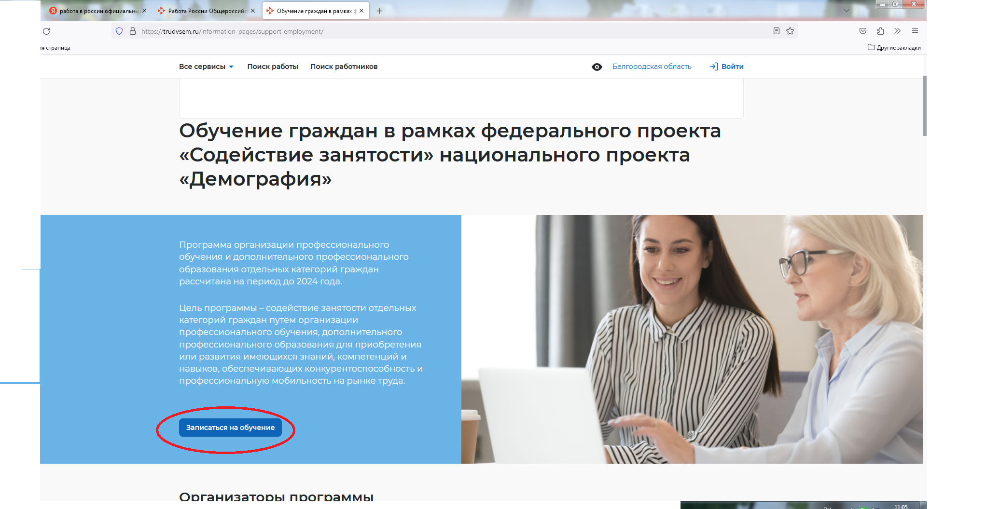 работа в россии официальны
Работа России Общероссийс
Обучение граждан в рамках ф
https://trudvsem.ru/information-pages/support-employment/
ая страница
Другие закладки
Все сервисы
Поиск работы
Поиск работников
Белгородская область
Войти
Обучение граждан в рамках федерального проекта
«Содействие занятости» национального проекта
«Демография»
Программа организации профессионального
обучения и дополнительного профессионального
образования отдельных категорий граждан
рассчитана на период до 2024 года.
Цель программы – содействие занятости отдельных
категорий граждан путём организации
профессионального обучения, дополнительного
профессионального образования для приобретения
или развития имеющихся знаний, компетенций и
навыков, обеспечивающих конкурентоспособность и
профессиональную мобильность на рынке труда.
Записаться на обучение
Организаторы программы
11:05